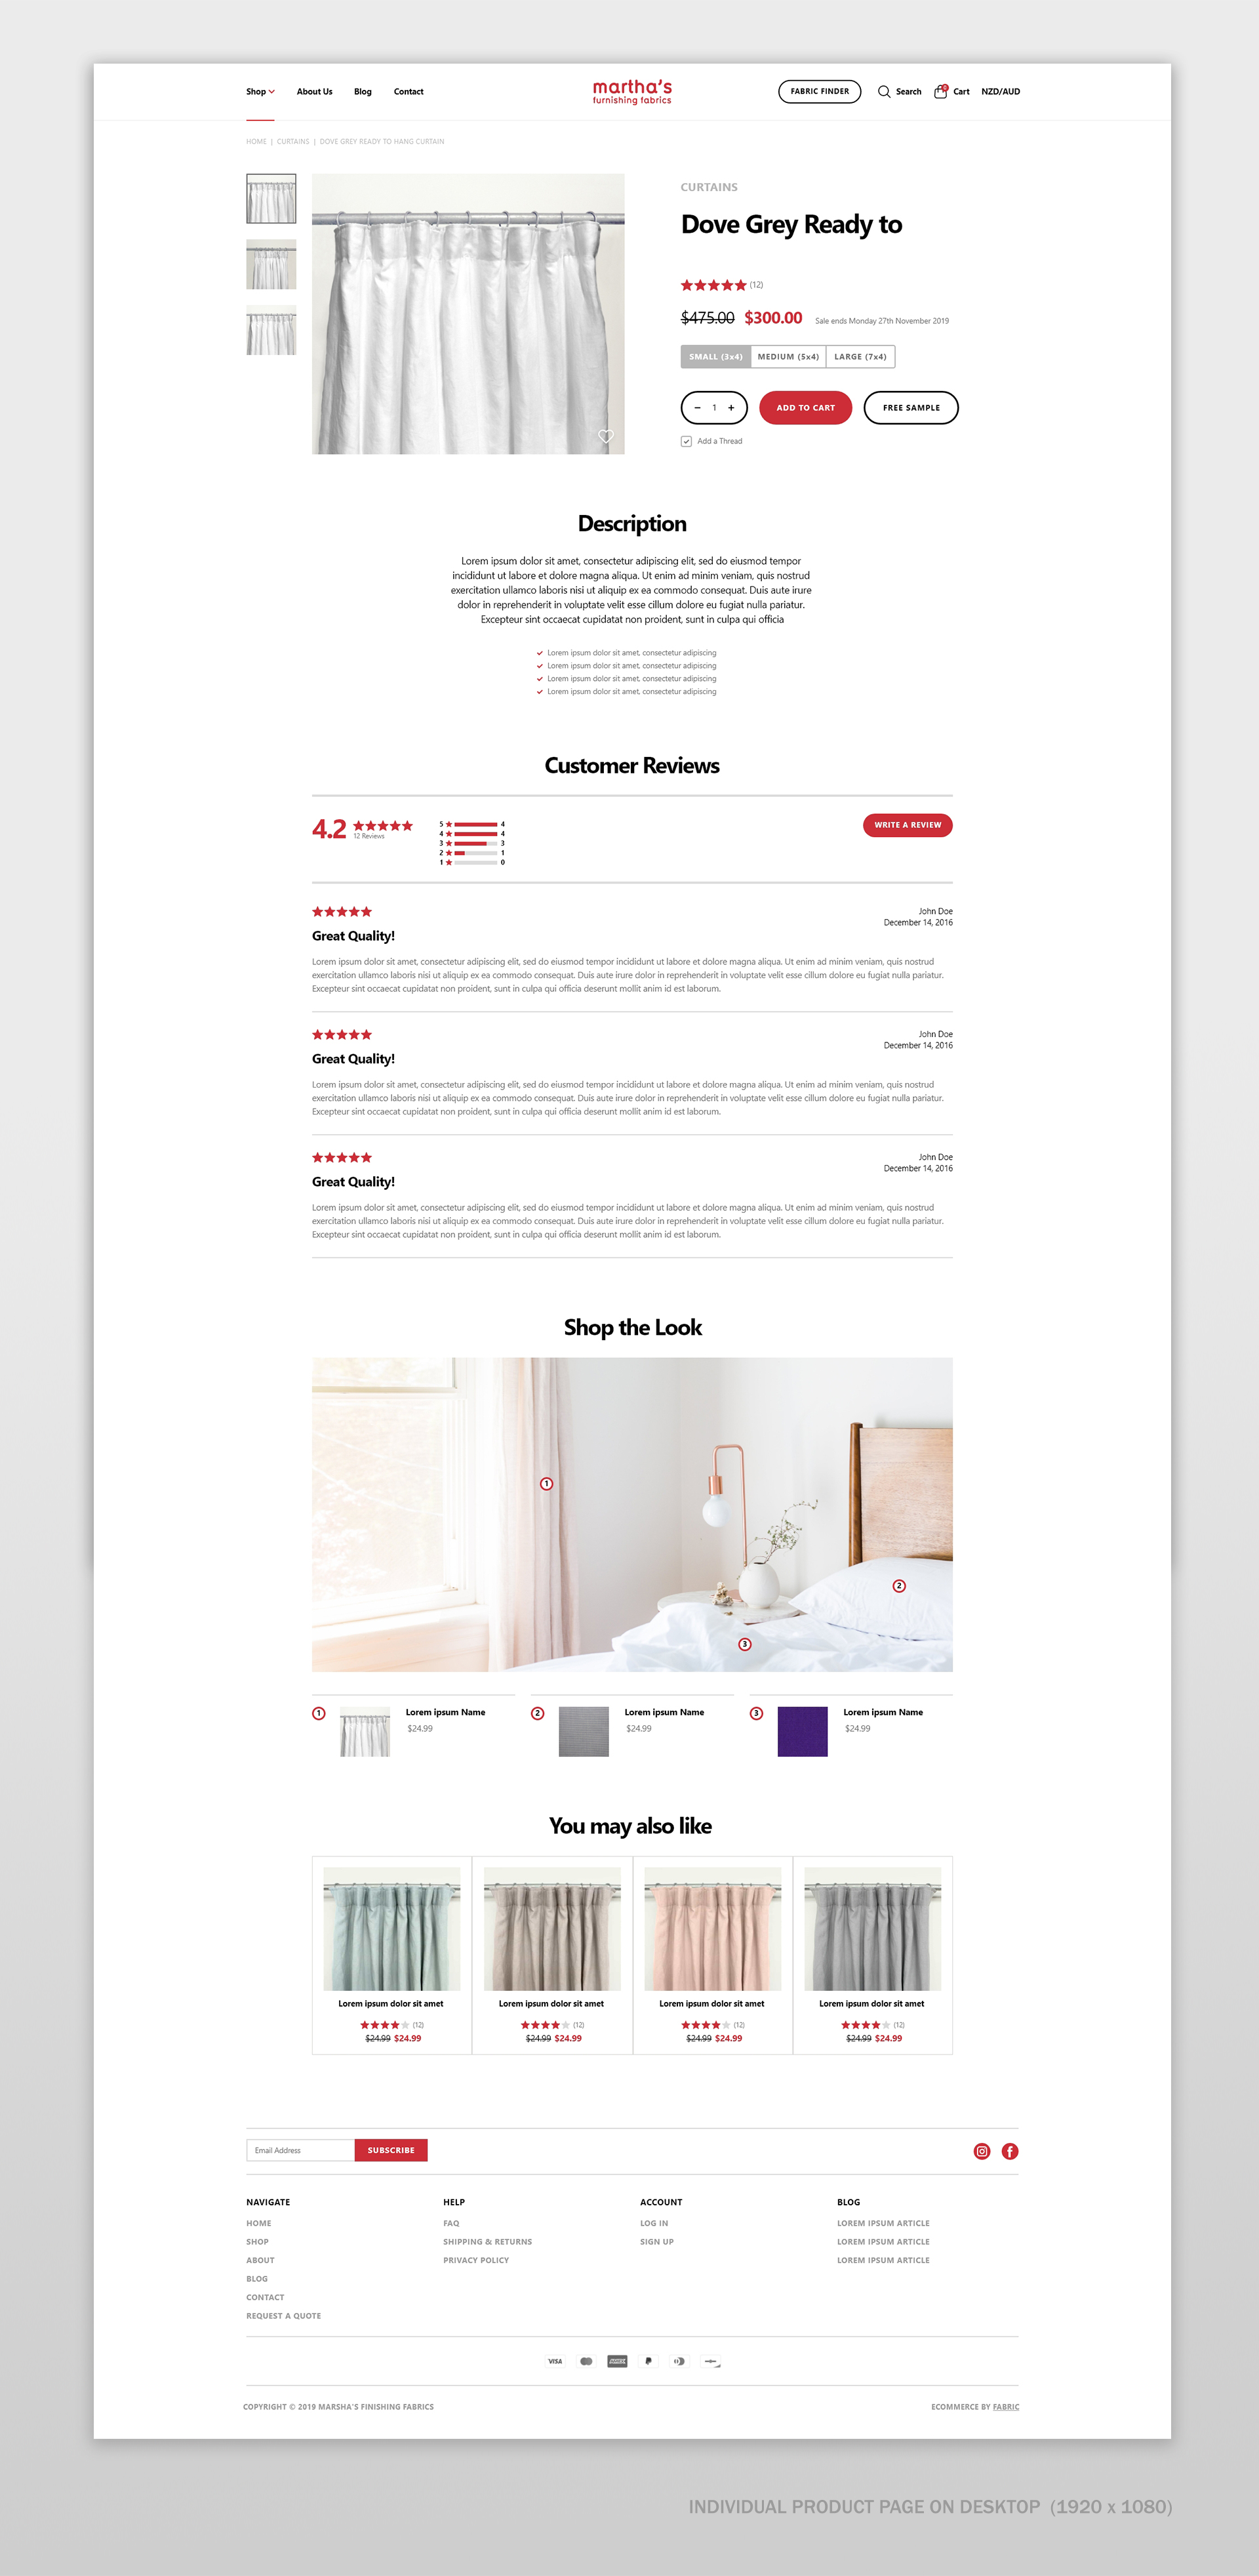 Shop
About Us
Blog
Contact
martha's
furnishing fabrics
FABRIC FINDER
Search
Cart
NZD/AUD
HOME | CURTAINS | DOVE GREY READY TO HANG CURTAIN
CURTAINS
Dove Grey Ready to
(12)
$475.00 $300.00 Sale ends Monday 27th November 2019
SMALL (3x4) MEDIUM (5x4) LARGE (7x4)
− 1 + ADD TO CART FREE SAMPLE
Add a Thread
Description
Lorem ipsum dolor sit amet, consectetur adipiscing elit, sed do eiusmod tempor
incididunt ut labore et dolore magna aliqua. Ut enim ad minim veniam, quis nostrud
exercitation ullamco laboris nisi ut aliquip ex ea commodo consequat. Duis aute irure
dolor in reprehenderit in voluptate velit esse cillum dolore eu fugiat nulla pariatur.
Excepteur sint occaecat cupidatat non proident, sunt in culpa qui officia
Lorem ipsum dolor sit amet, consectetur adipiscing
Lorem ipsum dolor sit amet, consectetur adipiscing
Lorem ipsum dolor sit amet, consectetur adipiscing
Lorem ipsum dolor sit amet, consectetur adipiscing
Customer Reviews
4.2
12 Reviews
5 4
4 4
3 3
2 1
1 0
WRITE A REVIEW
John Doe
December 14, 2016
Great Quality!
Lorem ipsum dolor sit amet, consectetur adipiscing elit, sed do eiusmod tempor incididunt ut labore et dolore magna aliqua. Ut enim ad minim veniam, quis nostrud
exercitation ullamco laboris nisi ut aliquip ex ea commodo consequat. Duis aute irure dolor in reprehenderit in voluptate velit esse cillum dolore eu fugiat nulla pariatur.
Excepteur sint occaecat cupidatat non proident, sunt in culpa qui officia deserunt mollit anim id est laborum.
John Doe
December 14, 2016
Great Quality!
Lorem ipsum dolor sit amet, consectetur adipiscing elit, sed do eiusmod tempor incididunt ut labore et dolore magna aliqua. Ut enim ad minim veniam, quis nostrud
exercitation ullamco laboris nisi ut aliquip ex ea commodo consequat. Duis aute irure dolor in reprehenderit in voluptate velit esse cillum dolore eu fugiat nulla pariatur.
Excepteur sint occaecat cupidatat non proident, sunt in culpa qui officia deserunt mollit anim id est laborum.
John Doe
December 14, 2016
Great Quality!
Lorem ipsum dolor sit amet, consectetur adipiscing elit, sed do eiusmod tempor incididunt ut labore et dolore magna aliqua. Ut enim ad minim veniam, quis nostrud
exercitation ullamco laboris nisi ut aliquip ex ea commodo consequat. Duis aute irure dolor in reprehenderit in voluptate velit esse cillum dolore eu fugiat nulla pariatur.
Excepteur sint occaecat cupidatat non proident, sunt in culpa qui officia deserunt mollit anim id est laborum.
Shop the Look
1
2
3
1 Lorem ipsum Name
$24.99
2 Lorem ipsum Name
$24.99
3 Lorem ipsum Name
$24.99
You may also like
Lorem ipsum dolor sit amet
(12)
$24.99 $24.99
Lorem ipsum dolor sit amet
(12)
$24.99 $24.99
Lorem ipsum dolor sit amet
(12)
$24.99 $24.99
Lorem ipsum dolor sit amet
(12)
$24.99 $24.99
Email Address SUBSCRIBE
NAVIGATE
HOME
SHOP
ABOUT
BLOG
CONTACT
REQUEST A QUOTE
HELP
FAQ
SHIPPING & RETURNS
PRIVACY POLICY
ACCOUNT
LOG IN
SIGN UP
BLOG
LOREM IPSUM ARTICLE
LOREM IPSUM ARTICLE
LOREM IPSUM ARTICLE
VISA
COPYRIGHT © 2019 MARSHA'S FINISHING FABRICS
ECOMMERCE BY FABRIC
INDIVIDUAL PRODUCT PAGE ON DESKTOP (1920 x 1080)